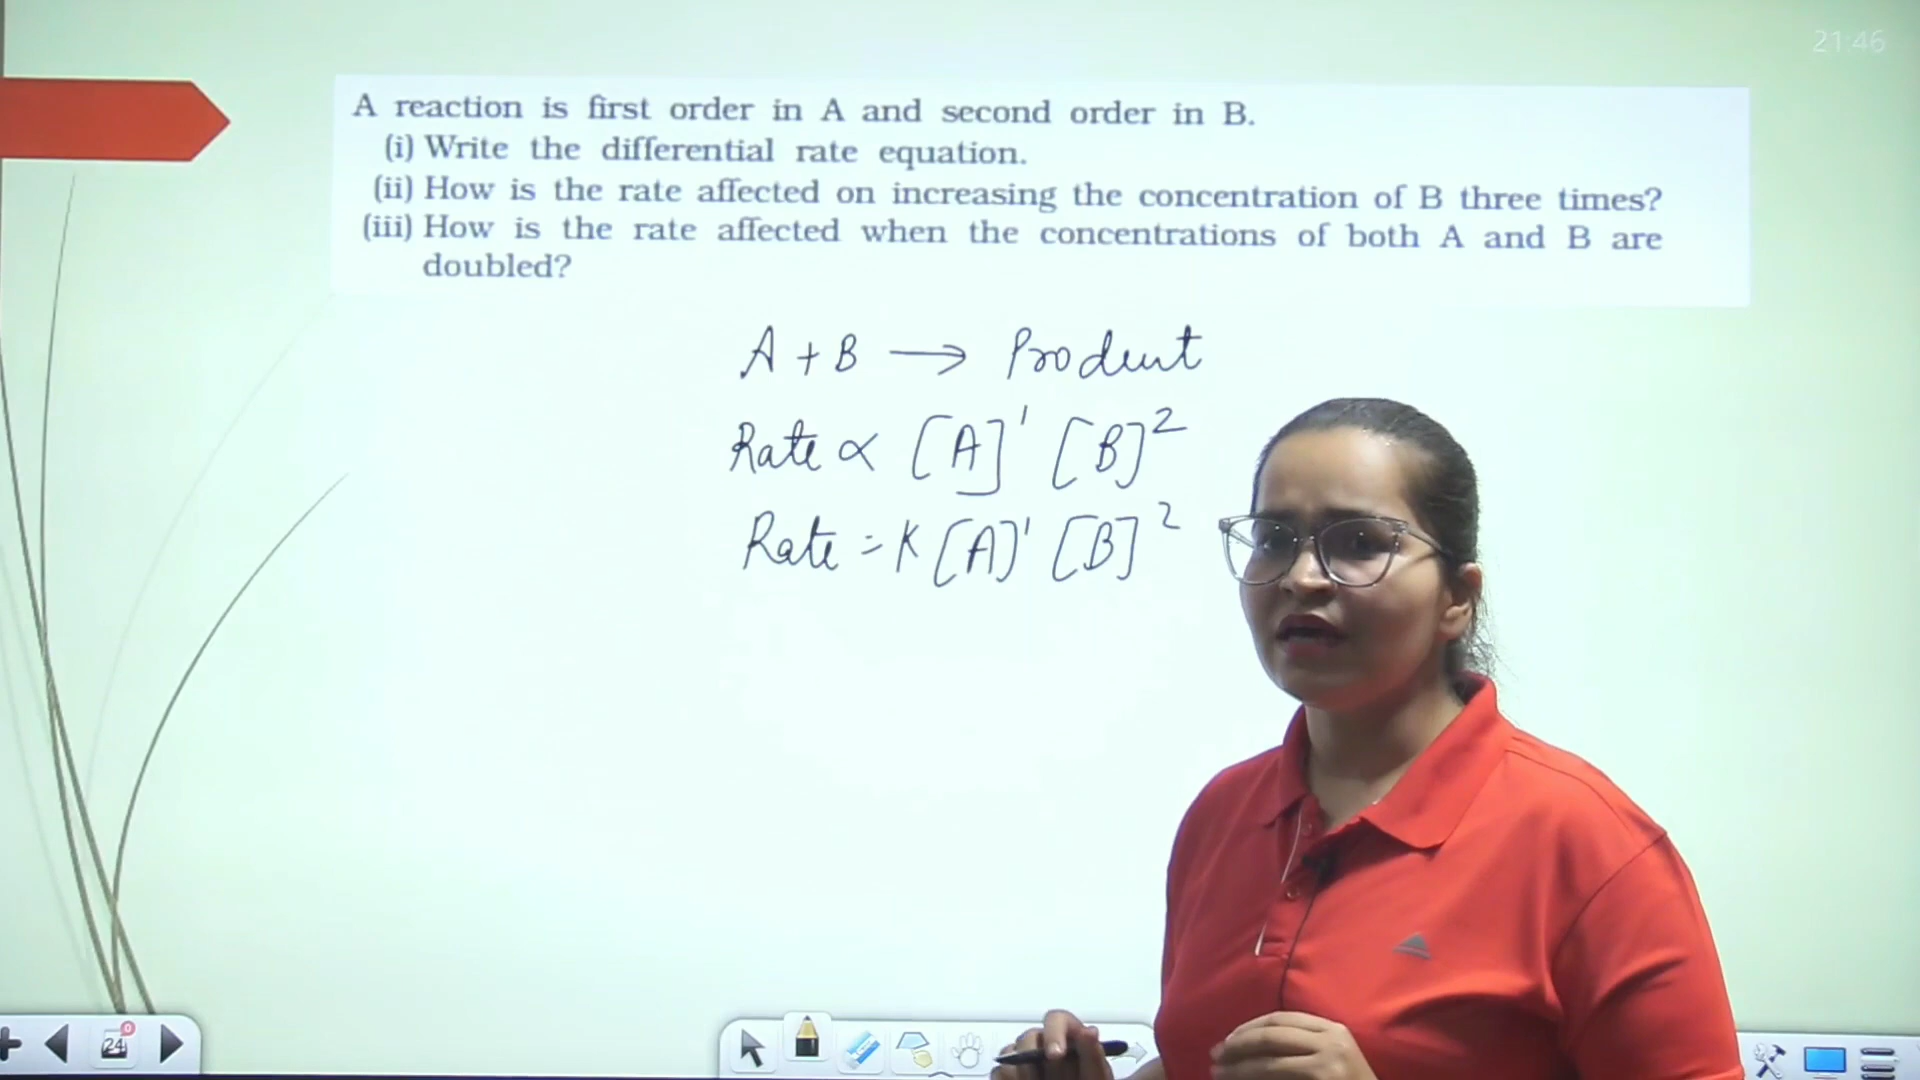 21:46
A reaction is first order in A and second order in B.
(i) Write the differential rate equation.
(ii) How is the rate affected on increasing the concentration of B three times?
(iii) How is the rate affected when the concentrations of both A and B are
doubled?
A + B → Product
Rate ∝ [A]¹ [B]²
Rate = K [A]¹ [B]²
0
24